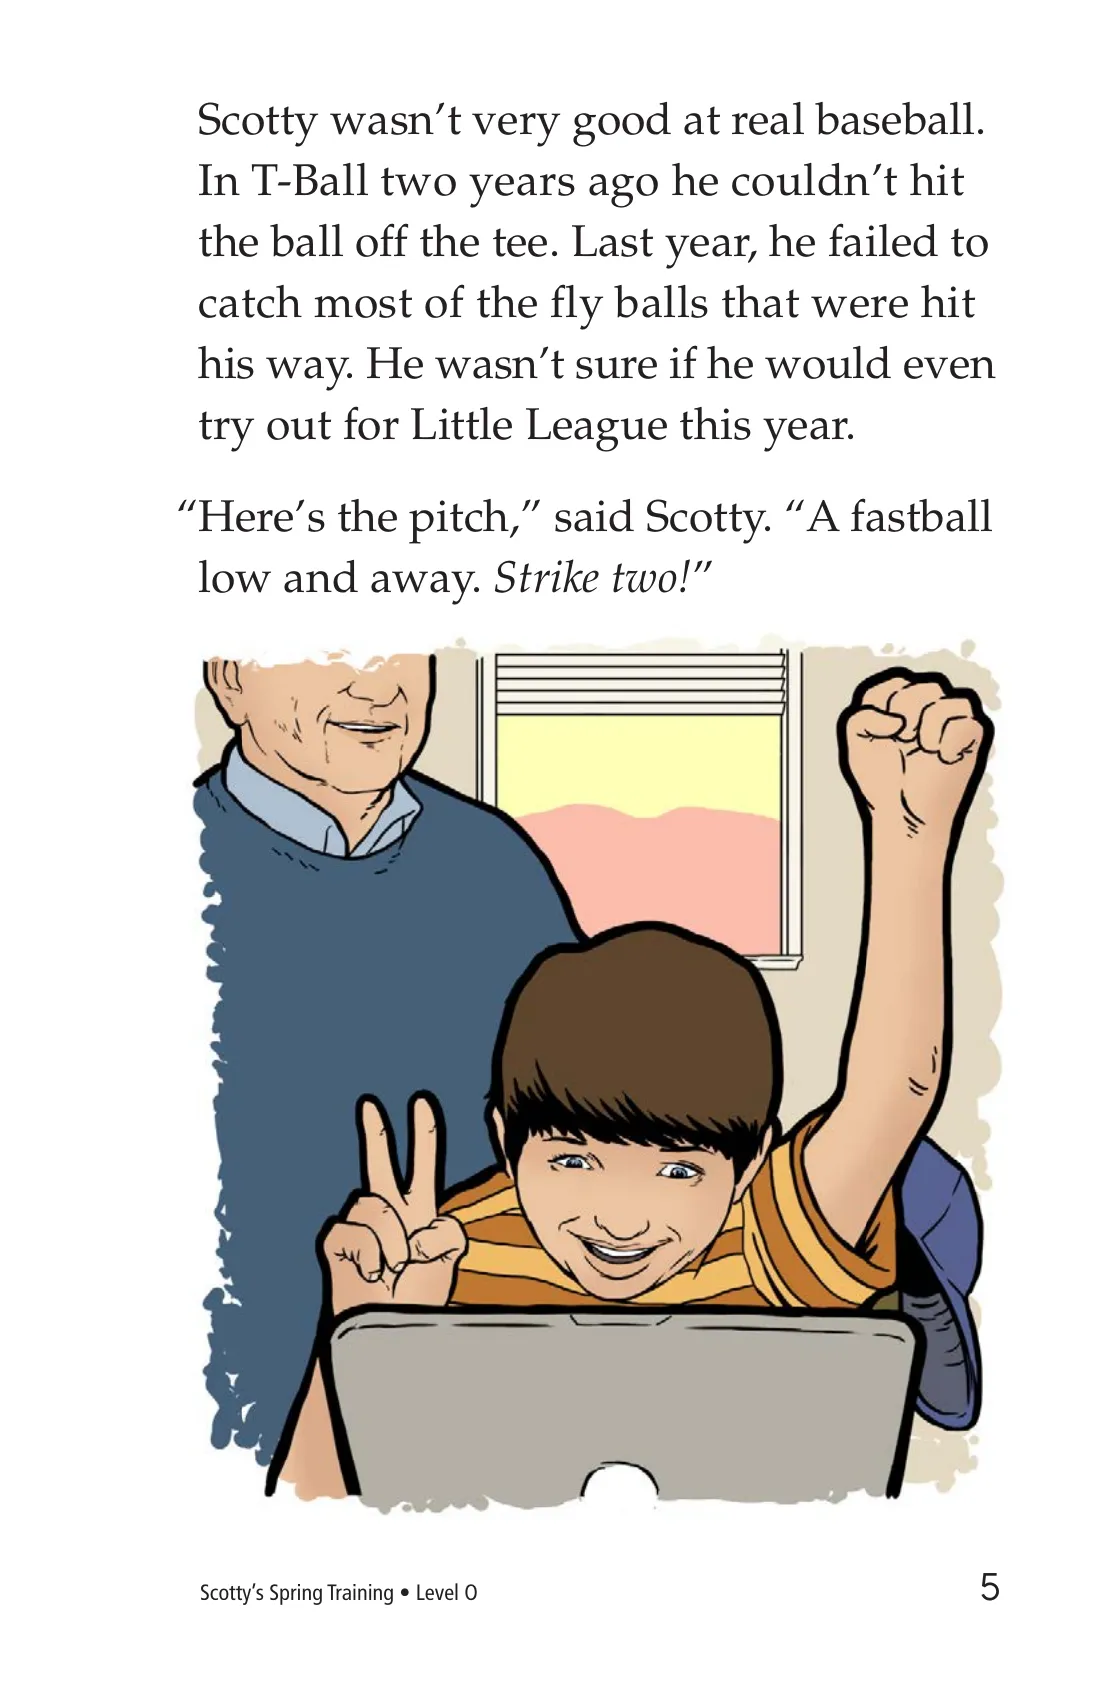 Scotty wasn’t very good at real baseball.
In T-Ball two years ago he couldn’t hit
the ball off the tee. Last year, he failed to
catch most of the fly balls that were hit
his way. He wasn’t sure if he would even
try out for Little League this year.
“Here’s the pitch,” said Scotty. “A fastball
low and away. Strike two!”
Scotty’s Spring Training • Level O
5